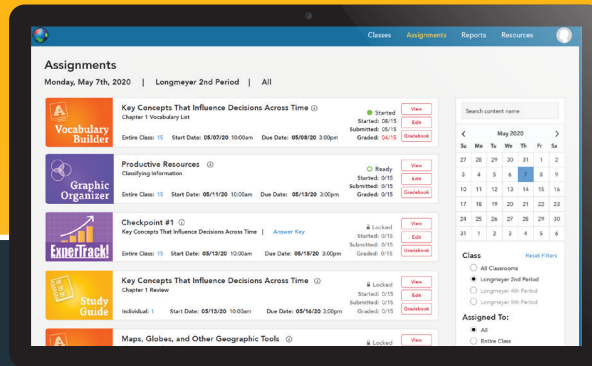 Classes Assignments Reports Resources
Assignments
Monday, May 7th, 2020 | Longmeyer 2nd Period | All
A
Vocabulary
Builder
Key Concepts That Influence Decisions Across Time
Chapter 1 Vocabulary List
Entire Class: 15 Start Date: 05/07/20 10:00am Due Date: 05/08/20 3:00pm
Started
Started: 08/15
Submitted: 05/15
Graded: 04/15
View
Edit
Gradebook
Graphic
Organizer
Productive Resources
Classifying Information
Entire Class: 15 Start Date: 05/11/20 10:00am Due Date: 05/13/20 3:00pm
Ready
Started: 0/15
Submitted: 0/15
Graded: 0/15
View
Edit
Gradebook
ExperTrack!
Checkpoint #1
Key Concepts That Influence Decisions Across Time | Answer Key
Entire Class: 15 Start Date: 05/13/20 10:00am Due Date: 05/15/20 3:00pm
Locked
Started: 0/15
Submitted: 0/15
Graded: 0/15
View
Edit
Gradebook
Study
Guide
Key Concepts That Influence Decisions Across Time
Chapter 1 Review
Individual: 1 Start Date: 05/13/20 10:00am Due Date: 05/16/20 3:00pm
Locked
Started: 0/15
Submitted: 0/15
Graded: 0/15
View
Edit
Gradebook
A
Maps, Globes, and Other Geographic Tools
Locked
View
Search content name
May 2020
Su Mo Tu We Th Fr Sa
27 28 29 30 31 1 2
3 4 5 6 7 8 9
10 11 12 13 14 15 16
17 18 19 20 21 22 23
24 25 26 27 28 29 30
31 1 2 3 4 5 6
Class Reset Filters
All Classrooms
Longmeyer 2nd Period
Longmeyer 4th Period
Longmeyer 5th Period
Assigned To:
All
Entire Class